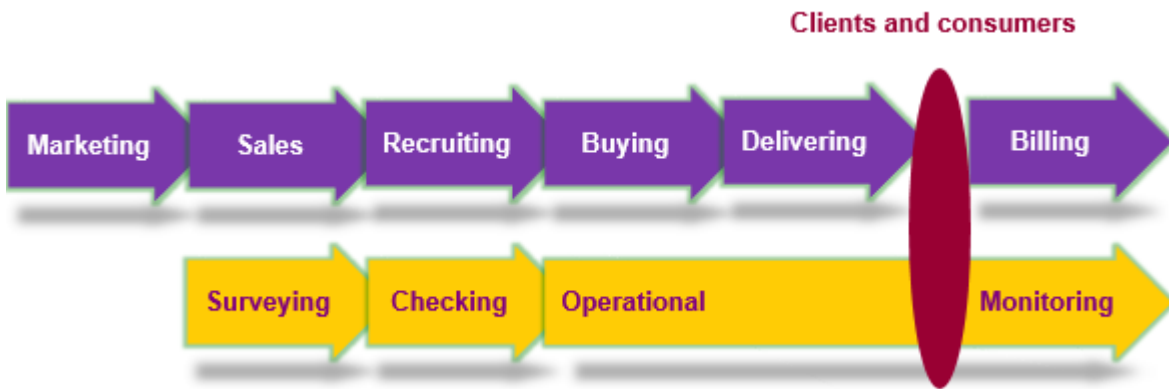 Clients and consumers
Marketing
Sales
Recruiting
Buying
Delivering
Billing
Surveying
Checking
Operational
Monitoring